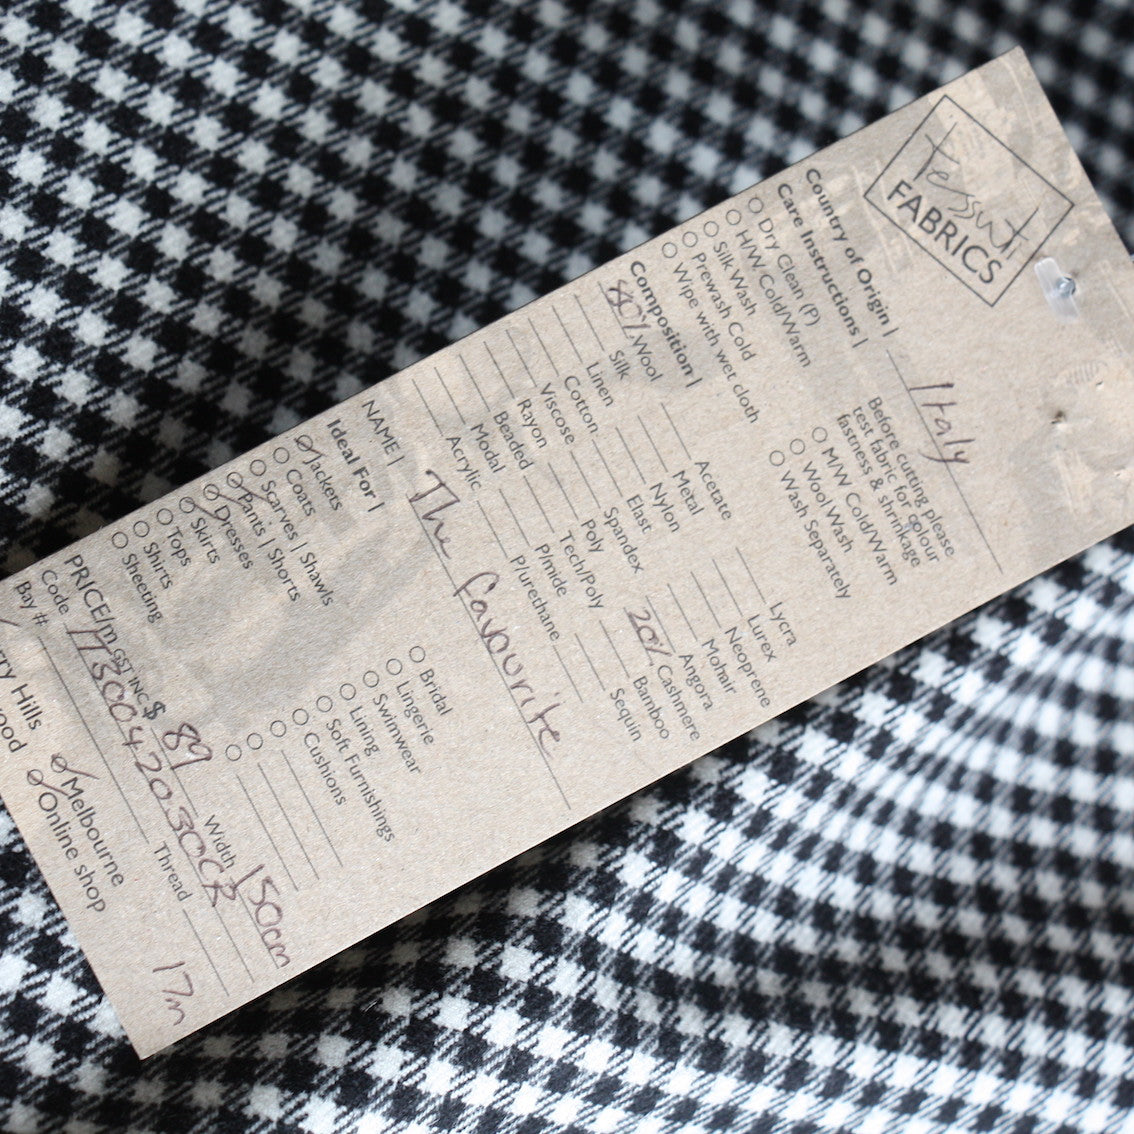 Tessuti
FABRICS
Country of Origin | Italy
Care Instructions |
Dry Clean (P)
H/W Cold/Warm
Silk Wash
Prewash Cold
Wipe with wet cloth
Before cutting please
test fabric for colour
fastness & shrinkage
M/W Cold/Warm
Wool Wash
Wash Separately
Composition |
Wool
Silk
Linen
Cotton
Viscose
Rayon
Beaded
Modal
Acrylic
Acetate
Metal
Nylon
Elast
Spandex
Poly
Tech/Poly
P/mide
P/urethane
Lycra
Lurex
Neoprene
Mohair
Angora
20% Cashmere
Bamboo
Sequin
NAME | The favourite
Ideal For |
Jackets
Coats
Scarves | Shawls
Pants | Shorts
Dresses
Skirts
Tops
Shirts
Sheeting
Bridal
Lingerie
Swimwear
Lining
Soft Furnishings
Cushions
PRICE/m GST INC $ 89 Width 150cm
Code
Bay # Thread
rry Hills
ood
Melbourne
Online shop
17m